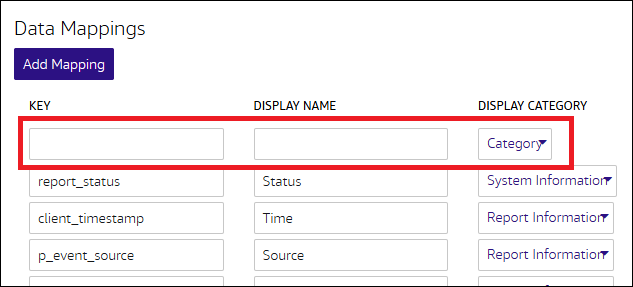 Data Mappings
Add Mapping
KEY DISPLAY NAME DISPLAY CATEGORY
Category
report_status Status System Information
client_timestamp Time Report Information
p_event_source Source Report Information